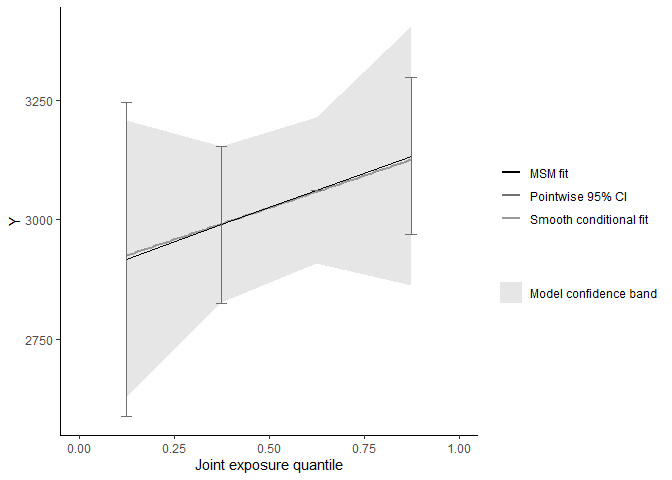 3250
3000
2750
Y
0.00 0.25 0.50 0.75 1.00
Joint exposure quantile
MSM fit
Pointwise 95% CI
Smooth conditional fit
Model confidence band